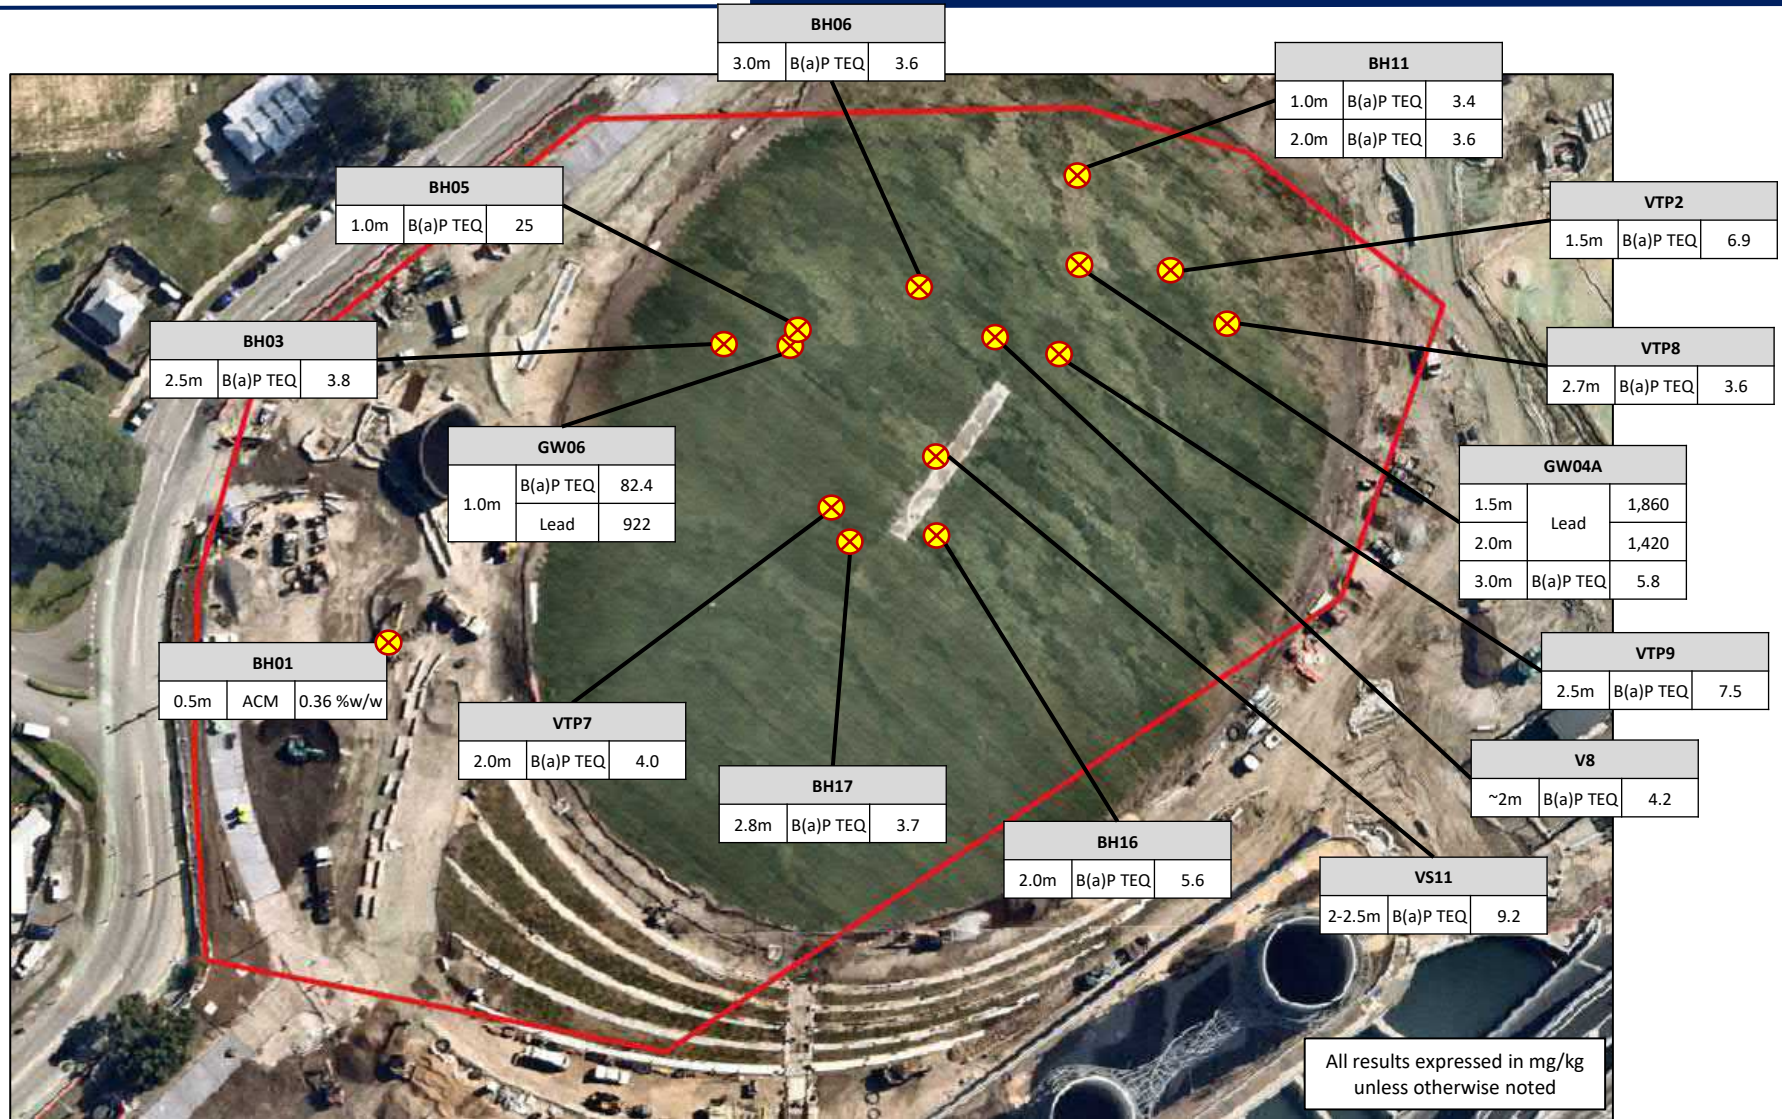 BH06
3.0m B(a)P TEQ 3.6
BH11
1.0m B(a)P TEQ 3.4
2.0m B(a)P TEQ 3.6
BH05
1.0m B(a)P TEQ 25
VTP2
1.5m B(a)P TEQ 6.9
BH03
2.5m B(a)P TEQ 3.8
VTP8
2.7m B(a)P TEQ 3.6
GW06
1.0m B(a)P TEQ 82.4
Lead 922
GW04A
1.5m Lead 1,860
2.0m 1,420
3.0m B(a)P TEQ 5.8
BH01
0.5m ACM 0.36 %w/w
VTP9
2.5m B(a)P TEQ 7.5
VTP7
2.0m B(a)P TEQ 4.0
V8
~2m B(a)P TEQ 4.2
BH17
2.8m B(a)P TEQ 3.7
BH16
2.0m B(a)P TEQ 5.6
VS11
2-2.5m B(a)P TEQ 9.2
All results expressed in mg/kg
unless otherwise noted